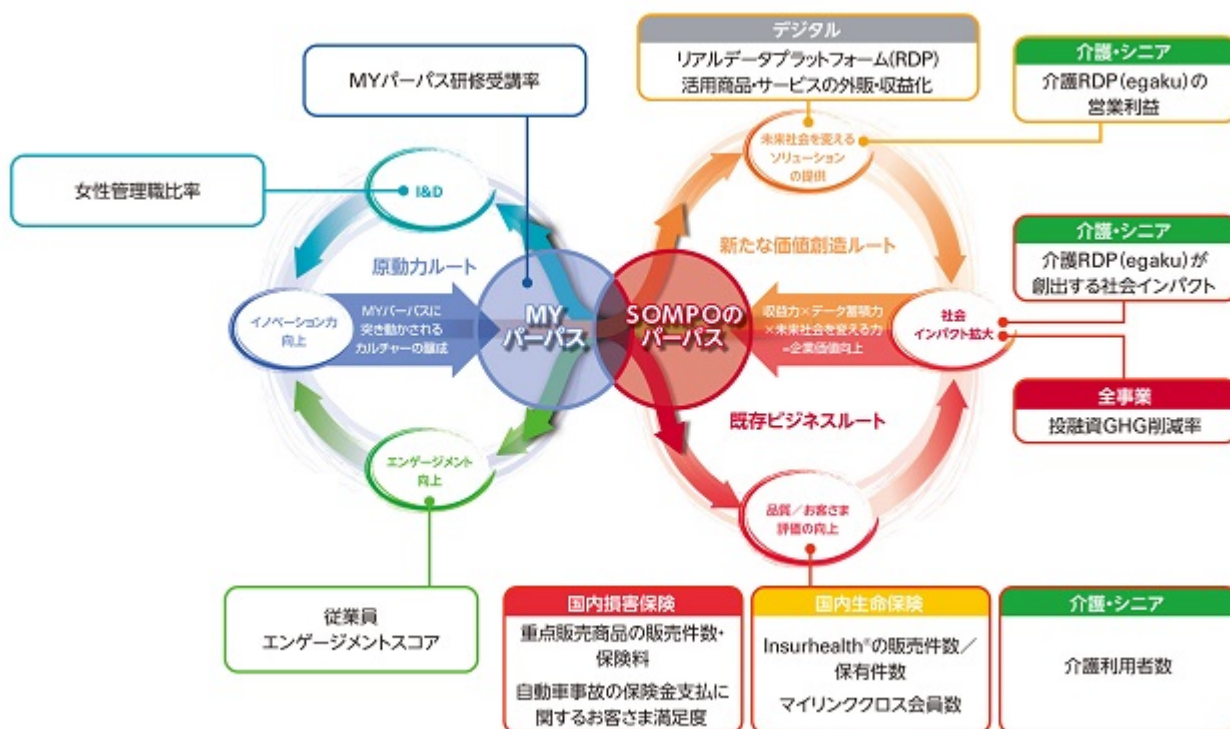 MYパーパス研修受講率
女性管理職比率
I&D
原動力ルート
イノベーション力
向上
MYパーパスに
突き動かされる
カルチャーの醸成
MY
パーパス
エンゲージメント
向上
従業員
エンゲージメントスコア
デジタル
リアルデータプラットフォーム(RDP)
活用商品・サービスの外販・収益化
介護・シニア
介護RDP(egaku)の
営業利益
未来社会を変える
ソリューション
の提供
新たな価値創造ルート
SOMPOの
パーパス
収益力×データ蓄積力
×未来社会を変える力
=企業価値向上
社会
インパクト拡大
介護・シニア
介護RDP(egaku)が
創出する社会インパクト
全事業
投融資GHG削減率
既存ビジネスルート
品質/お客さま
評価の向上
国内損害保険
重点販売商品の販売件数・
保険料
自動車事故の保険金支払に
関するお客さま満足度
国内生命保険
Insurhealth®の販売件数/
保有件数
マイリンククロス会員数
介護・シニア
介護利用者数